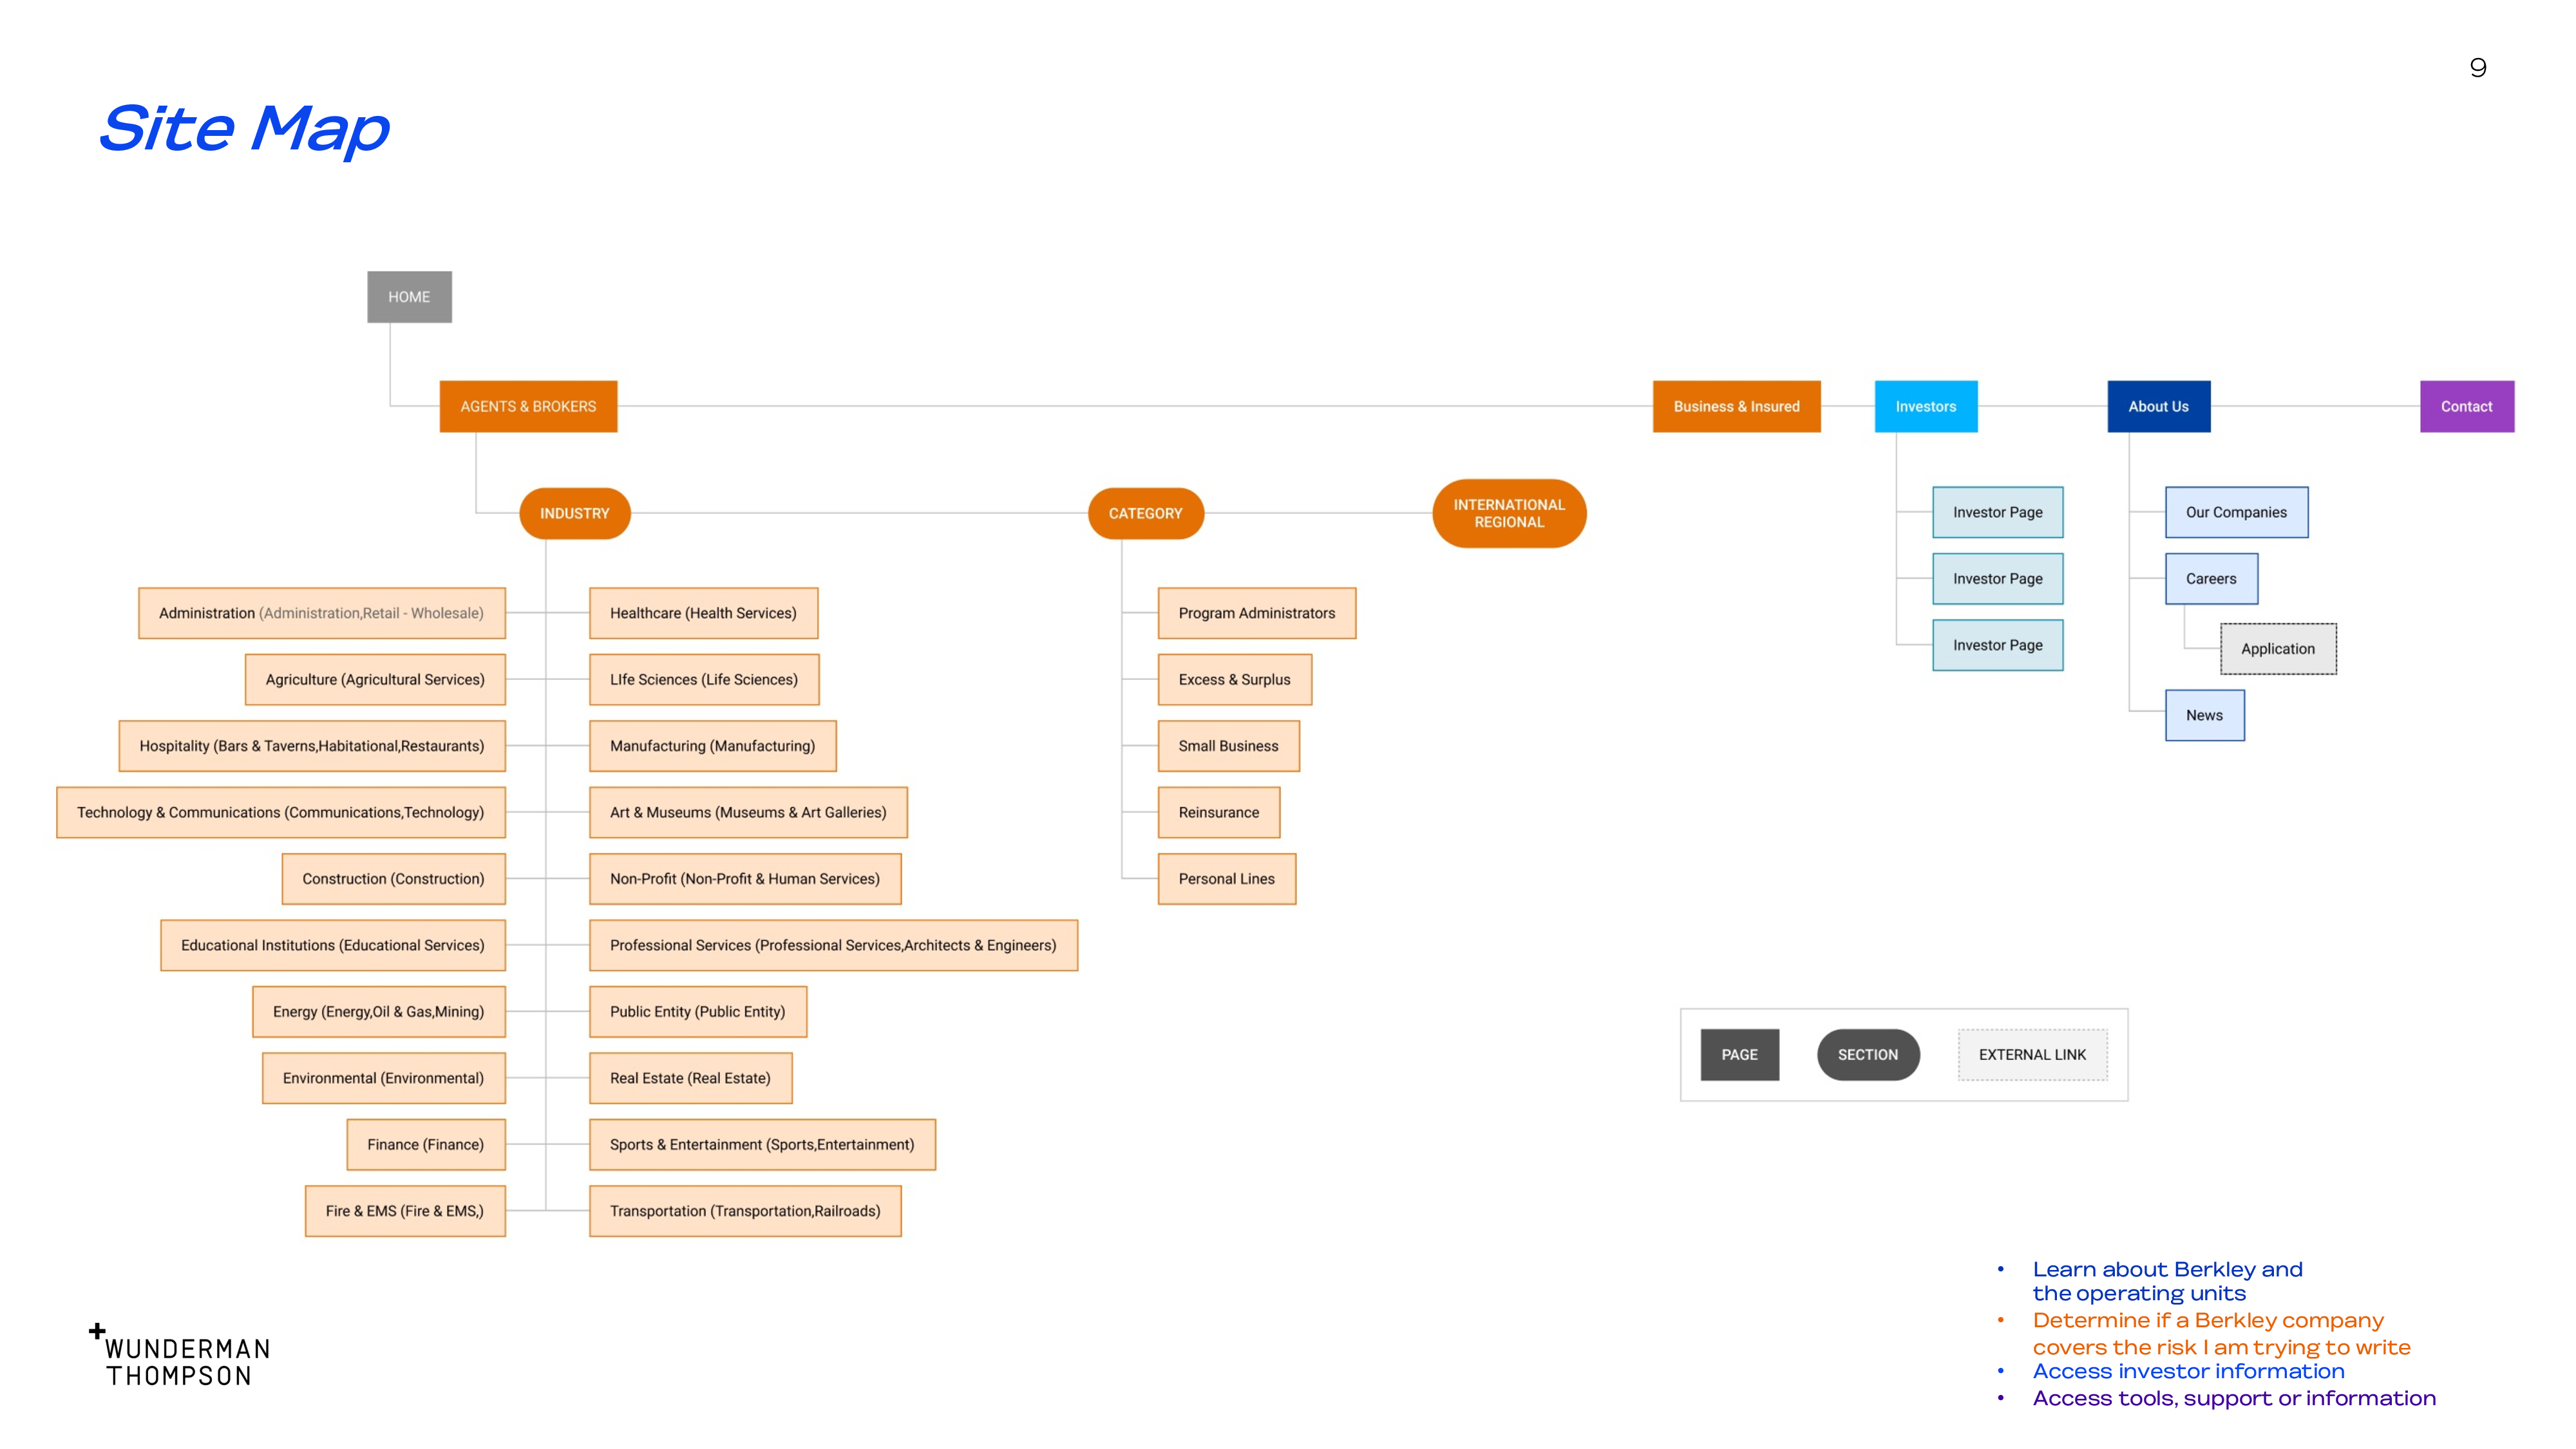 9
Site Map
HOME
AGENTS & BROKERS
Business & Insured
Investors
About Us
Contact
INDUSTRY
CATEGORY
INTERNATIONAL
REGIONAL
Administration (Administration,Retail - Wholesale)
Agriculture (Agricultural Services)
Hospitality (Bars & Taverns,Habitational,Restaurants)
Technology & Communications (Communications,Technology)
Construction (Construction)
Educational Institutions (Educational Services)
Energy (Energy,Oil & Gas,Mining)
Environmental (Environmental)
Finance (Finance)
Fire & EMS (Fire & EMS,)
Healthcare (Health Services)
LIfe Sciences (Life Sciences)
Manufacturing (Manufacturing)
Art & Museums (Museums & Art Galleries)
Non-Profit (Non-Profit & Human Services)
Professional Services (Professional Services,Architects & Engineers)
Public Entity (Public Entity)
Real Estate (Real Estate)
Sports & Entertainment (Sports,Entertainment)
Transportation (Transportation,Railroads)
Program Administrators
Excess & Surplus
Small Business
Reinsurance
Personal Lines
Investor Page
Investor Page
Investor Page
Our Companies
Careers
Application
News
PAGE
SECTION
EXTERNAL LINK
• Learn about Berkley and
the operating units
• Determine if a Berkley company
covers the risk I am trying to write
• Access investor information
• Access tools, support or information
+
WUNDERMAN
THOMPSON